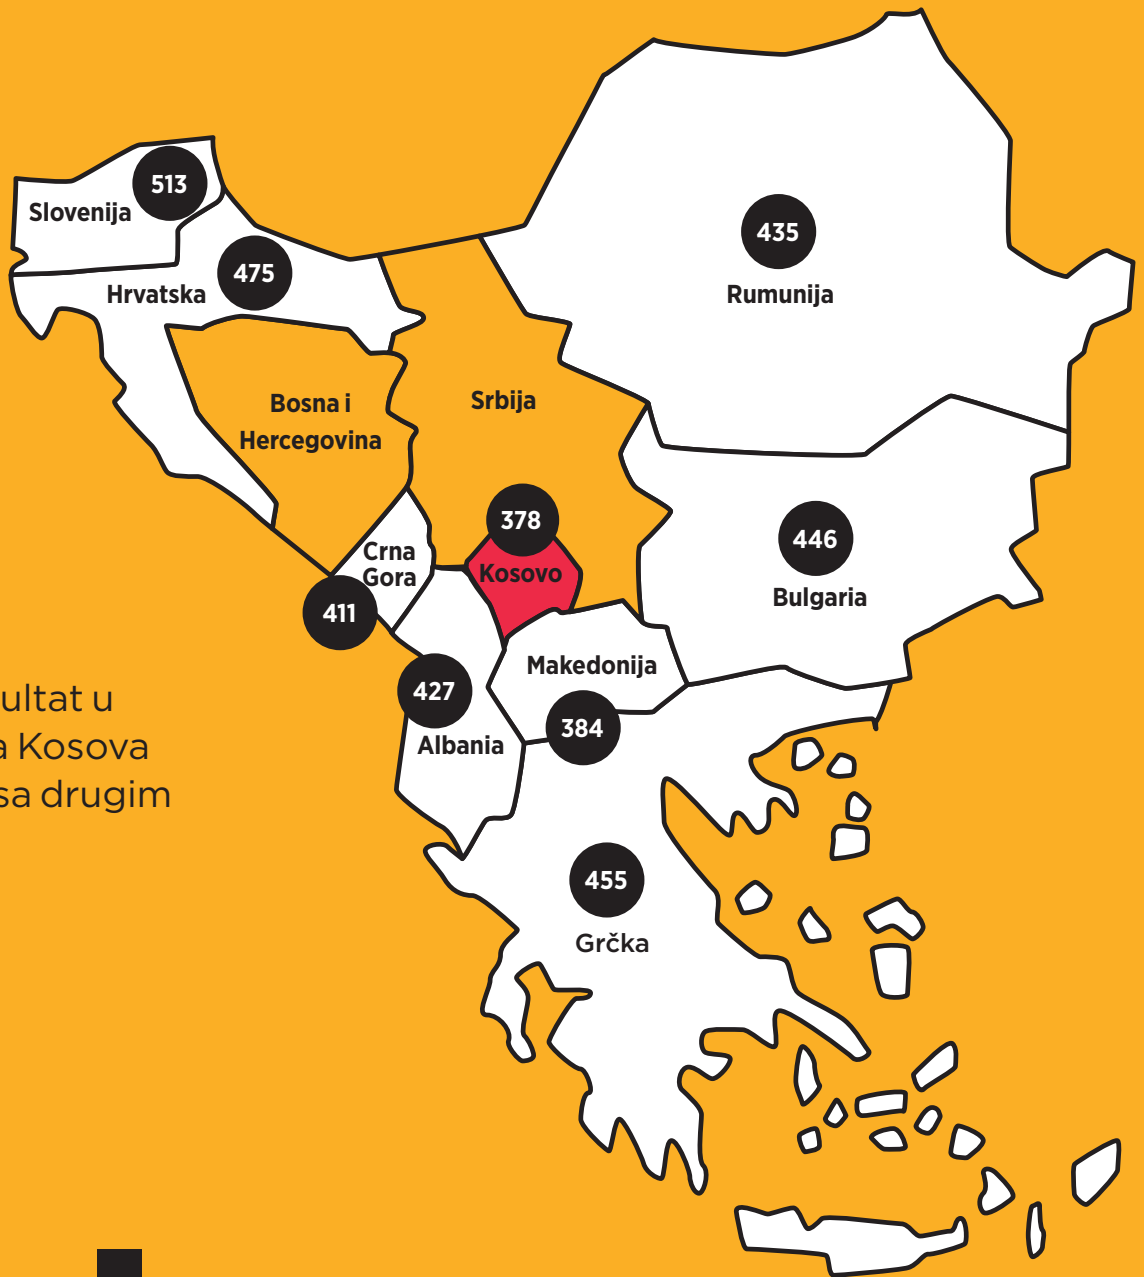 513
Slovenija
475
Hrvatska
435
Rumunija
Bosna i
Hercegovina
Srbija
378
Kosovo
446
Bulgaria
Crna
Gora
411
Makedonija
384
427
Albania
ultat u
a Kosova
sa drugim
455
Grčka